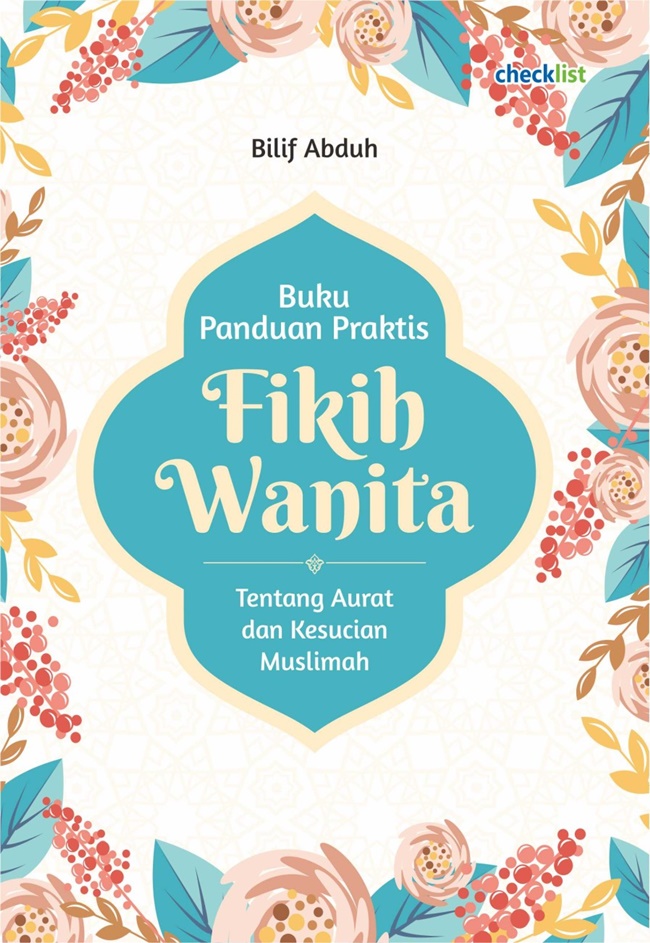 checklist
Bilif Abduh
Buku
Panduan Praktis
Fikih
Wanita
Tentang Aurat
dan Kesucian
Muslimah